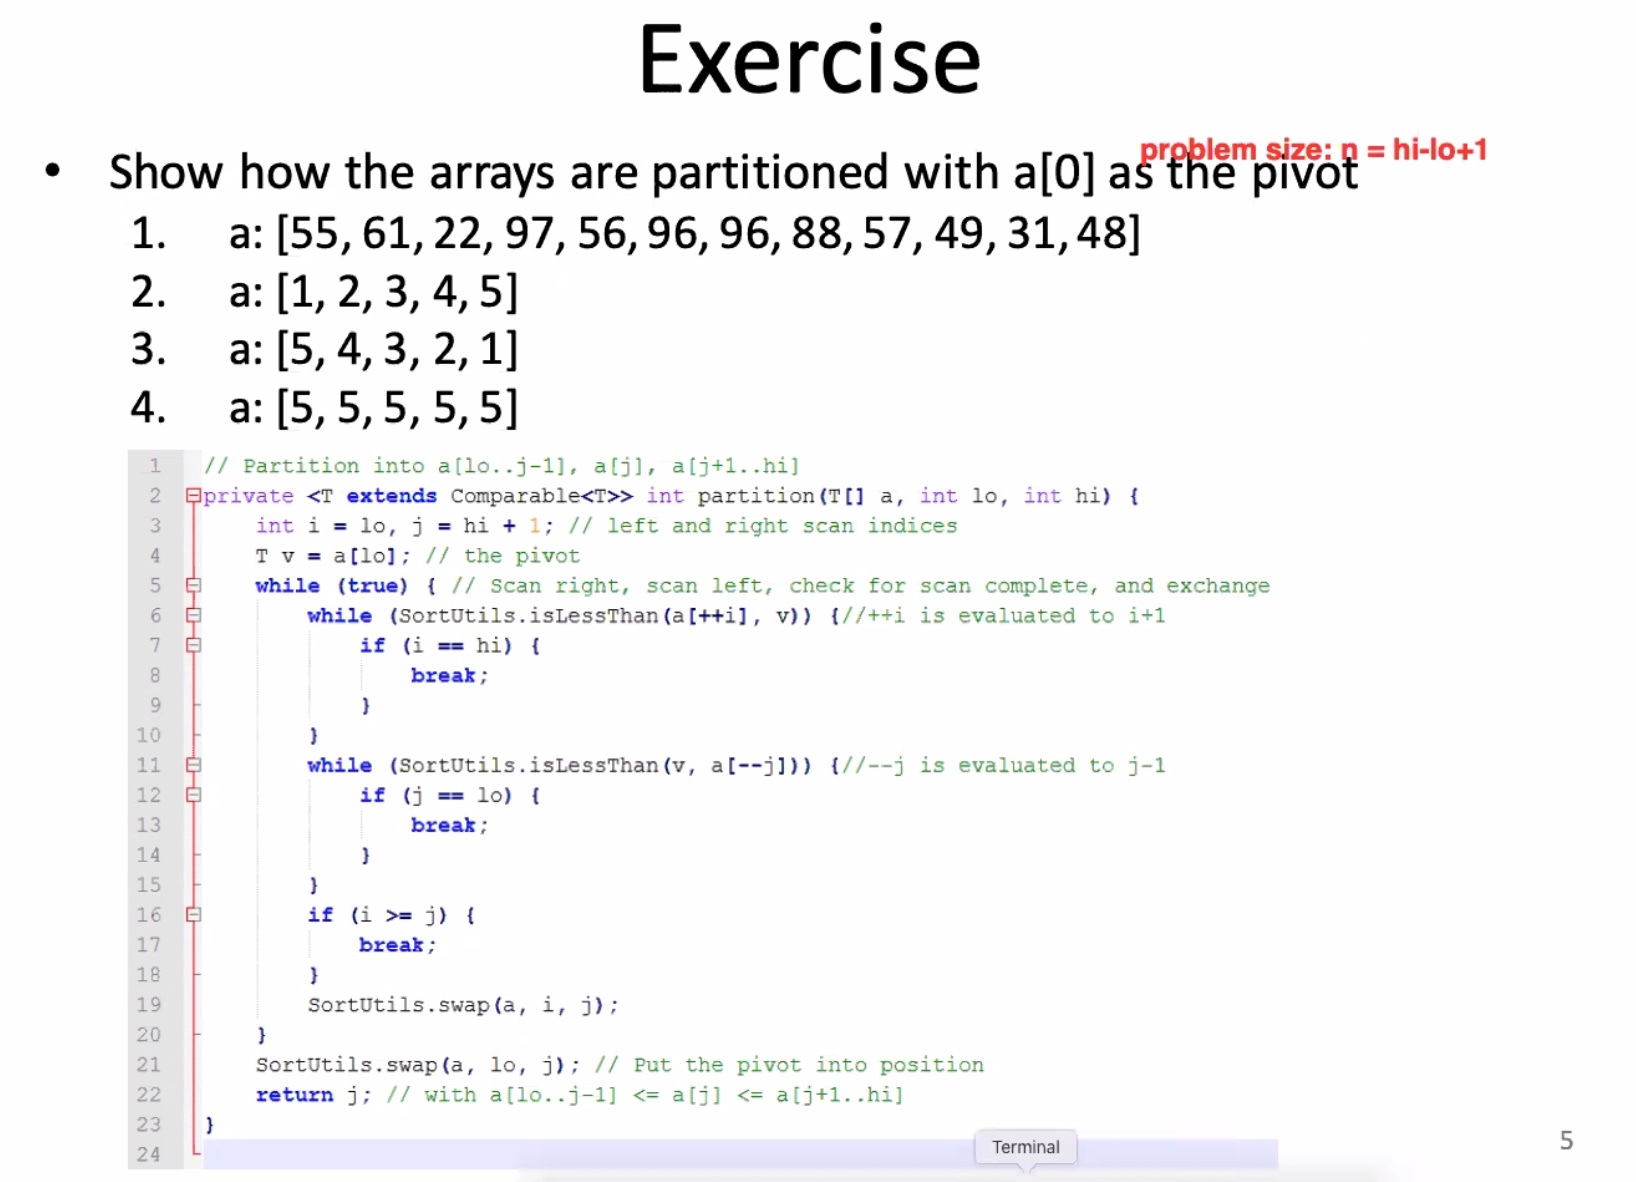 Exercise
problem size: n = hi-lo+1
• Show how the arrays are partitioned with a[0] as the pivot
1. a: [55, 61, 22, 97, 56, 96, 96, 88, 57, 49, 31, 48]
2. a: [1, 2, 3, 4, 5]
3. a: [5, 4, 3, 2, 1]
4. a: [5, 5, 5, 5, 5]
1 // Partition into a[lo..j-1], a[j], a[j+1..hi]
2 private <T extends Comparable<T>> int partition(T[] a, int lo, int hi) {
3 int i = lo, j = hi + 1; // left and right scan indices
4 T v = a[lo]; // the pivot
5 while (true) { // Scan right, scan left, check for scan complete, and exchange
6 while (SortUtils.isLessThan(a[++i], v)) {//++i is evaluated to i+1
7 if (i == hi) {
8 break;
9 }
10 }
11 while (SortUtils.isLessThan(v, a[--j])) {//--j is evaluated to j-1
12 if (j == lo) {
13 break;
14 }
15 }
16 if (i >= j) {
17 break;
18 }
19 SortUtils.swap(a, i, j);
20 }
21 SortUtils.swap(a, lo, j); // Put the pivot into position
22 return j; // with a[lo..j-1] <= a[j] <= a[j+1..hi]
23 }
24
Terminal
5